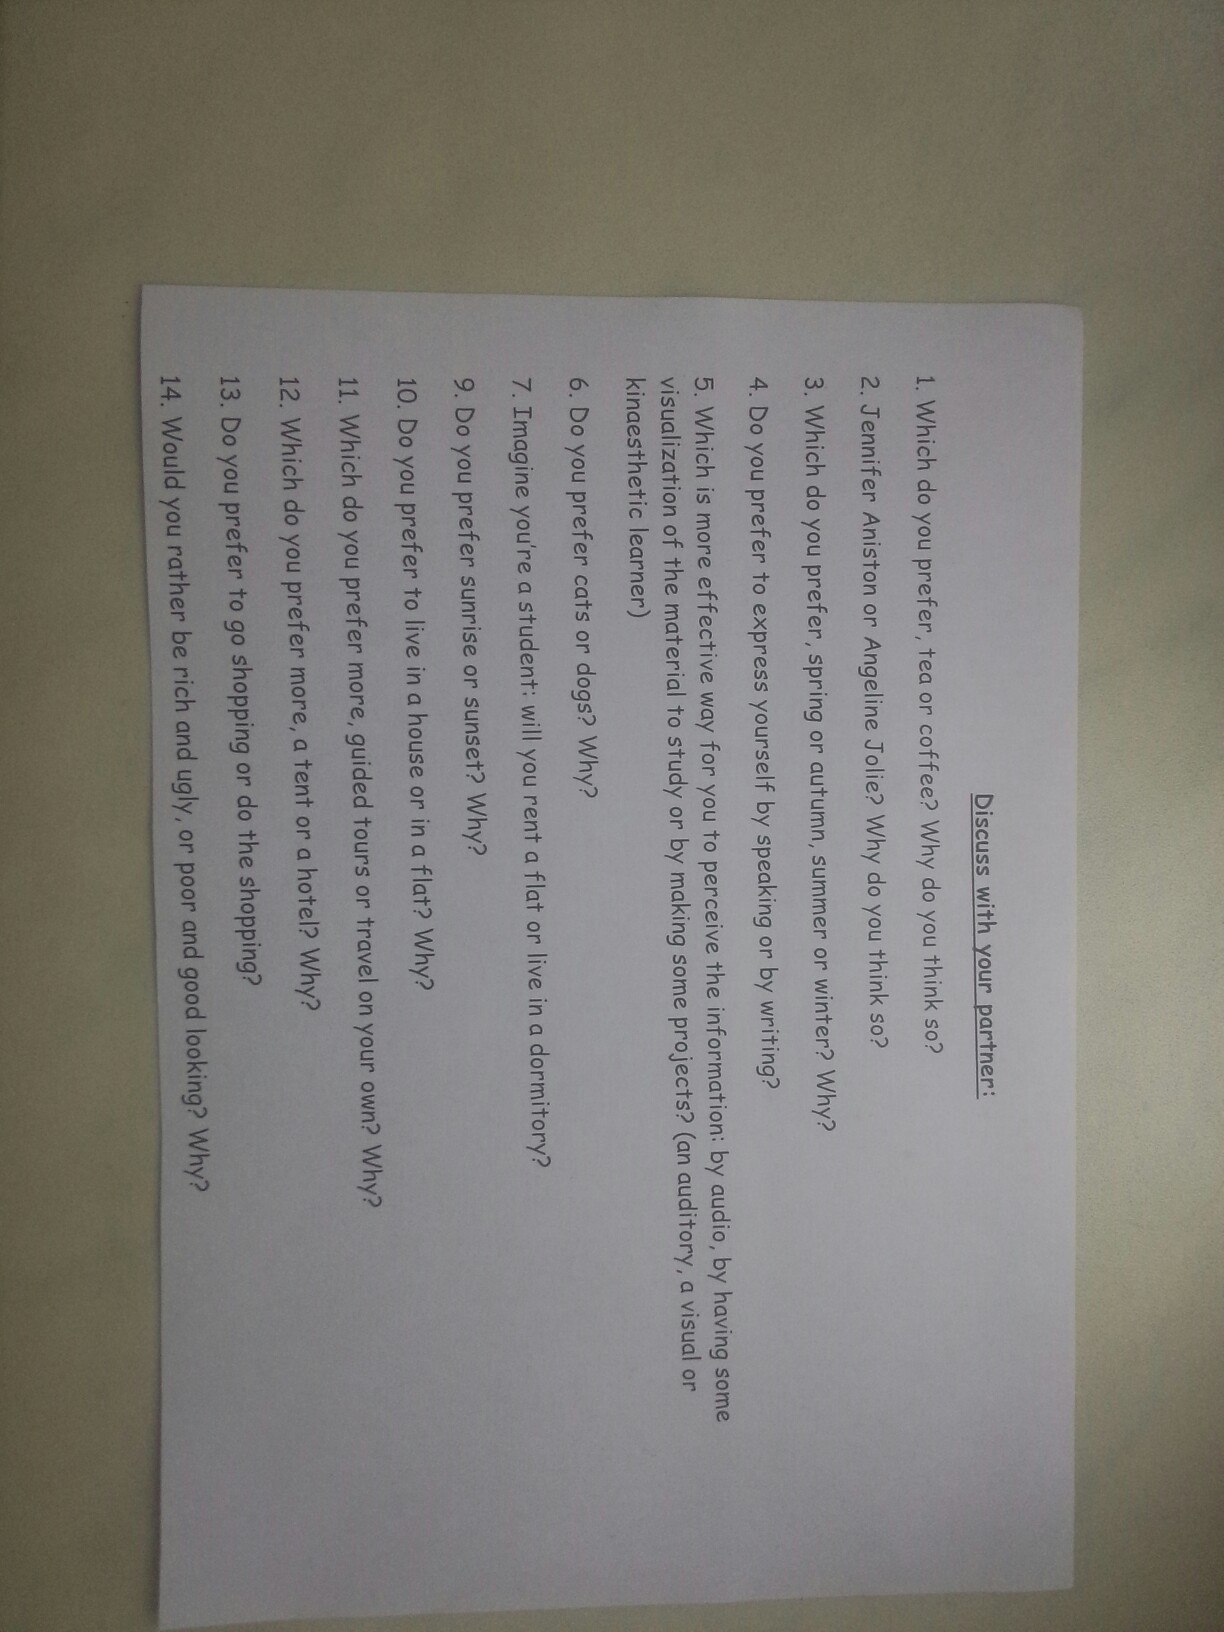 Discuss with your partner:
1. Which do you prefer, tea or coffee? Why do you think so?
2. Jennifer Aniston or Angeline Jolie? Why do you think so?
3. Which do you prefer, spring or autumn, summer or winter? Why?
4. Do you prefer to express yourself by speaking or by writing?
5. Which is more effective way for you to perceive the information: by audio, by having some
visualization of the material to study or by making some projects? (an auditory, a visual or
kinaesthetic learner)
6. Do you prefer cats or dogs? Why?
7. Imagine you're a student: will you rent a flat or live in a dormitory?
9. Do you prefer sunrise or sunset? Why?
10. Do you prefer to live in a house or in a flat? Why?
11. Which do you prefer more, guided tours or travel on your own? Why?
12. Which do you prefer more, a tent or a hotel? Why?
13. Do you prefer to go shopping or do the shopping?
14. Would you rather be rich and ugly, or poor and good looking? Why?